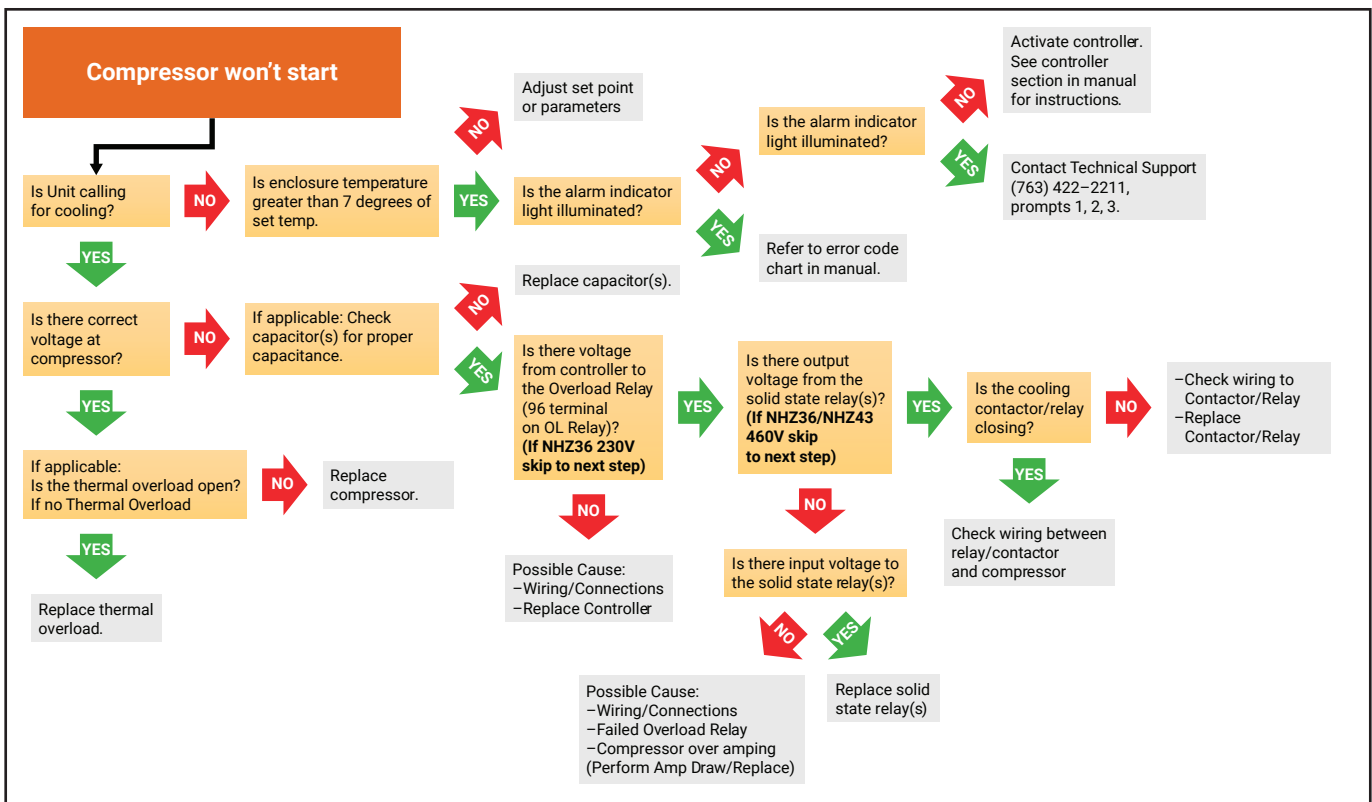 Compressor won't start
Is Unit calling
for cooling?
NO
Is enclosure temperature
greater than 7 degrees of
set temp.
NO
Adjust set point
or parameters
YES
Is the alarm indicator
light illuminated?
NO
Is the alarm indicator
light illuminated?
NO
Activate controller.
See controller
section in manual
for instructions.
YES
Contact Technical Support
(763) 422–2211,
prompts 1, 2, 3.
YES
Refer to error code
chart in manual.
YES
Is there correct
voltage at
compressor?
NO
If applicable: Check
capacitor(s) for proper
capacitance.
NO
Replace capacitor(s).
YES
Is there voltage
from controller to
the Overload Relay
(96 terminal
on OL Relay)?
(If NHZ36 230V
skip to next step)
YES
Is there output
voltage from the
solid state relay(s)?
(If NHZ36/NHZ43
460V skip
to next step)
YES
Is the cooling
contactor/relay
closing?
NO
–Check wiring to
Contactor/Relay
–Replace
Contactor/Relay
YES
Check wiring between
relay/contactor
and compressor
NO
Possible Cause:
–Wiring/Connections
–Replace Controller
NO
Is there input voltage to
the solid state relay(s)?
NO
Possible Cause:
–Wiring/Connections
–Failed Overload Relay
–Compressor over amping
(Perform Amp Draw/Replace)
YES
Replace solid
state relay(s)
YES
If applicable:
Is the thermal overload open?
If no Thermal Overload
NO
Replace
compressor.
YES
Replace thermal
overload.